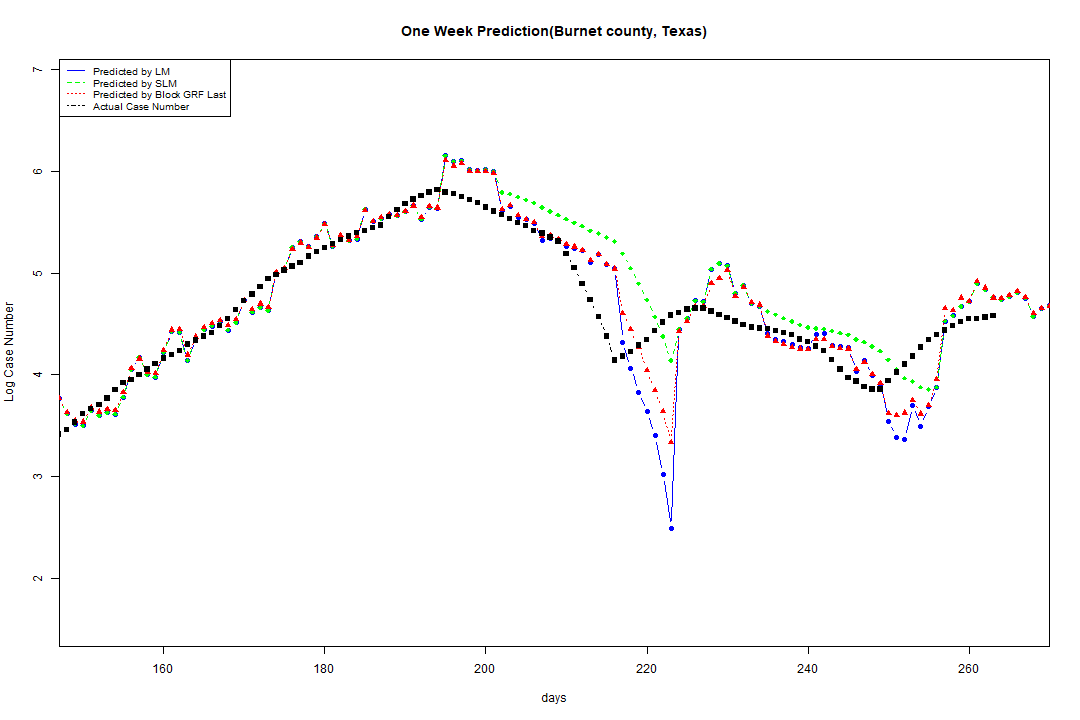 One Week Prediction(Burnet county, Texas)
Predicted by LM
Predicted by SLM
Predicted by Block GRF Last
Actual Case Number
7
6
5
4
3
2
Log Case Number
160 180 200 220 240 260
days